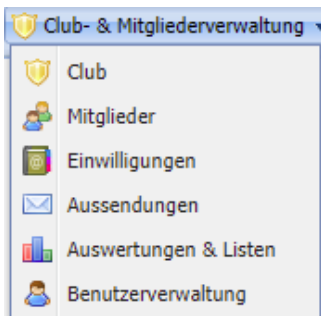 Club- & Mitgliederverwaltung
Club
Mitglieder
Einwilligungen
Aussendungen
Auswertungen & Listen
Benutzerverwaltung